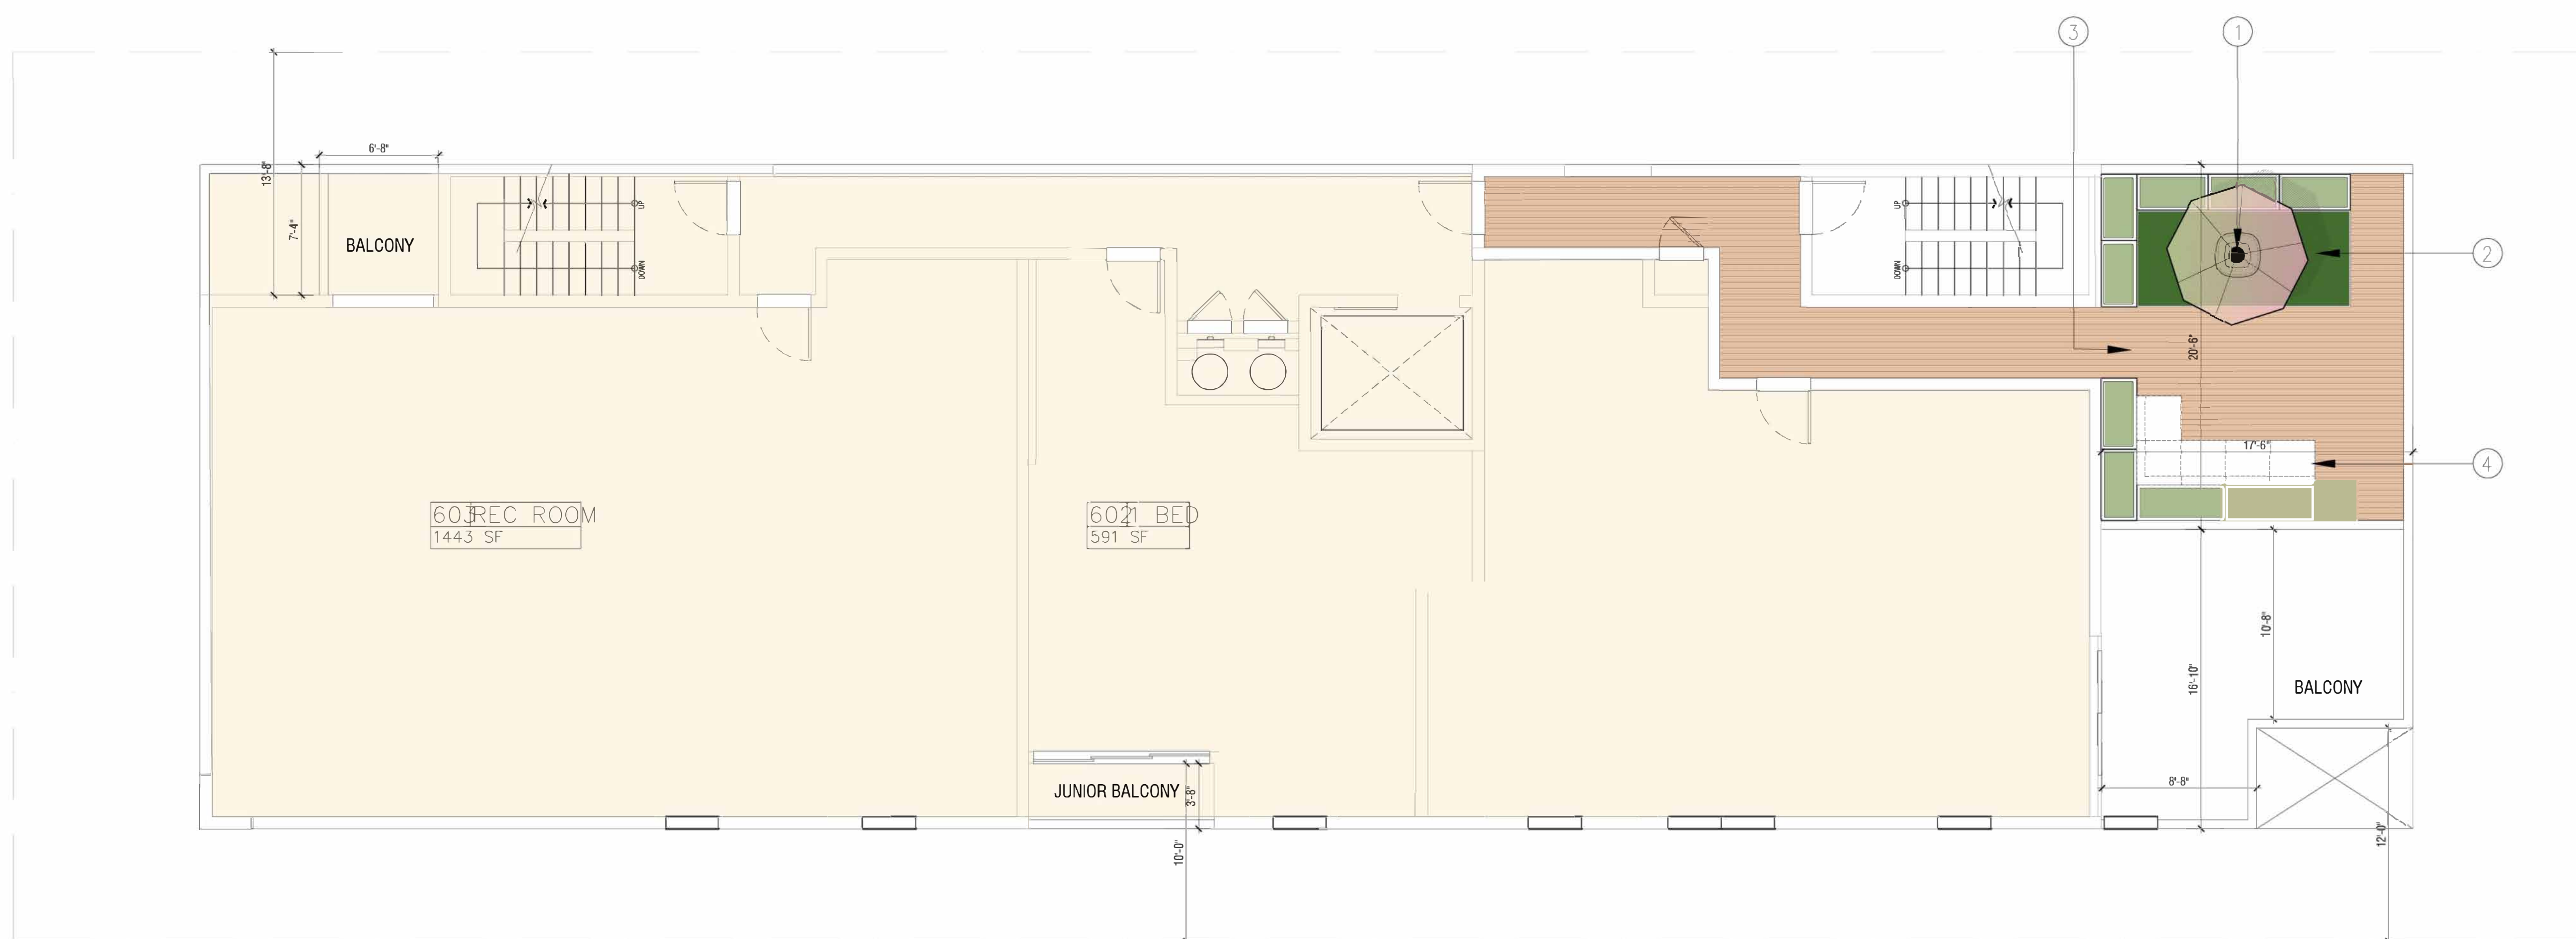 3
1
6'-8"
13'-8"
7'-4"
BALCONY
UP
DOWN
UP
DOWN
2
20'-6"
17'-6"
4
603 REC ROOM
1443 SF
602 1 BED
591 SF
10'-8"
16'-10"
BALCONY
8'-8"
JUNIOR BALCONY
3'-8"
10'-0"
12'-0"